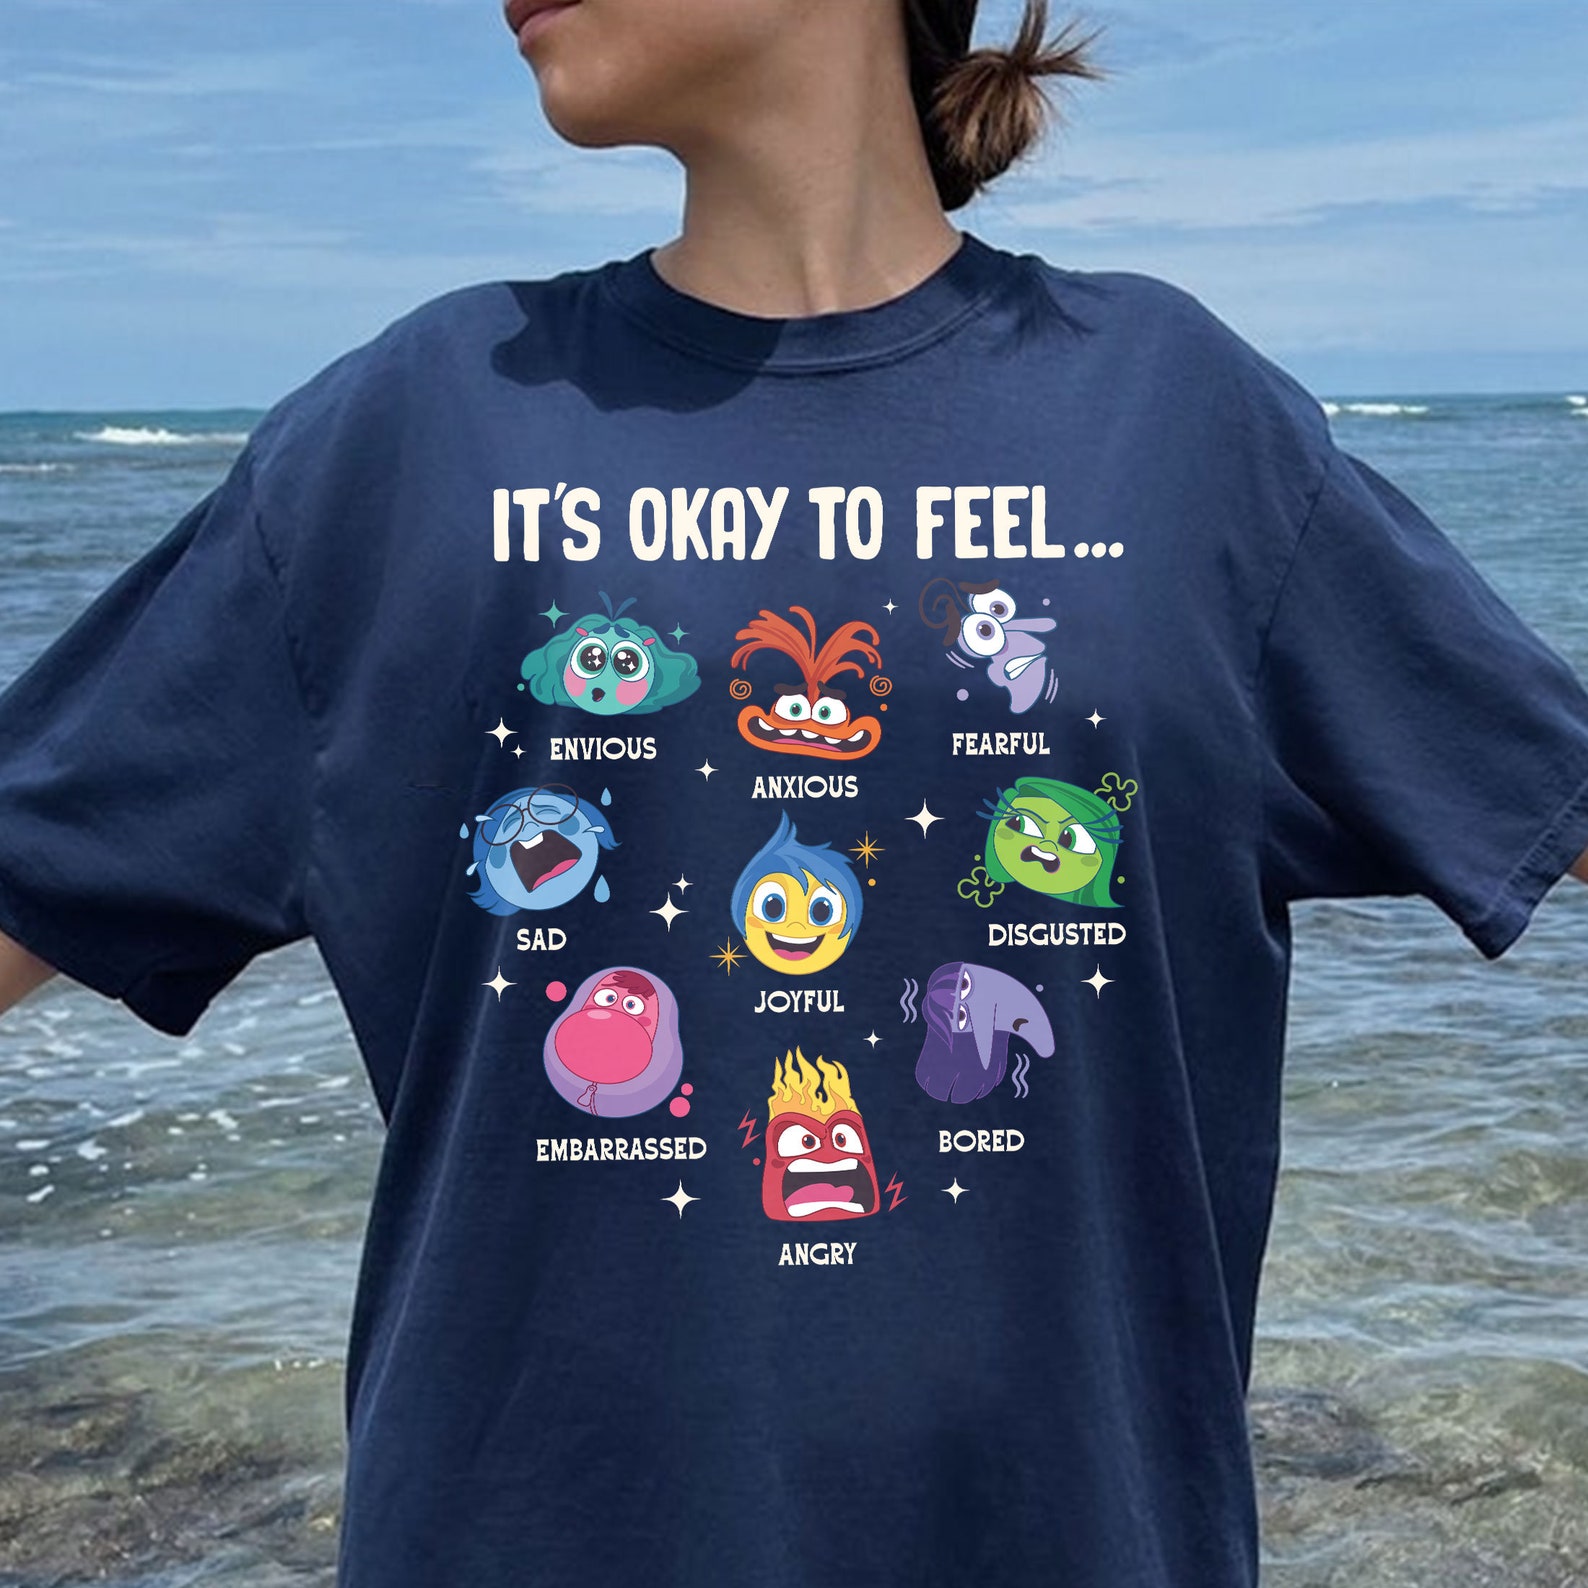 IT'S OKAY TO FEEL...
ENVIOUS
ANXIOUS
FEARFUL
SAD
JOYFUL
DISGUSTED
EMBARRASSED
ANGRY
BORED